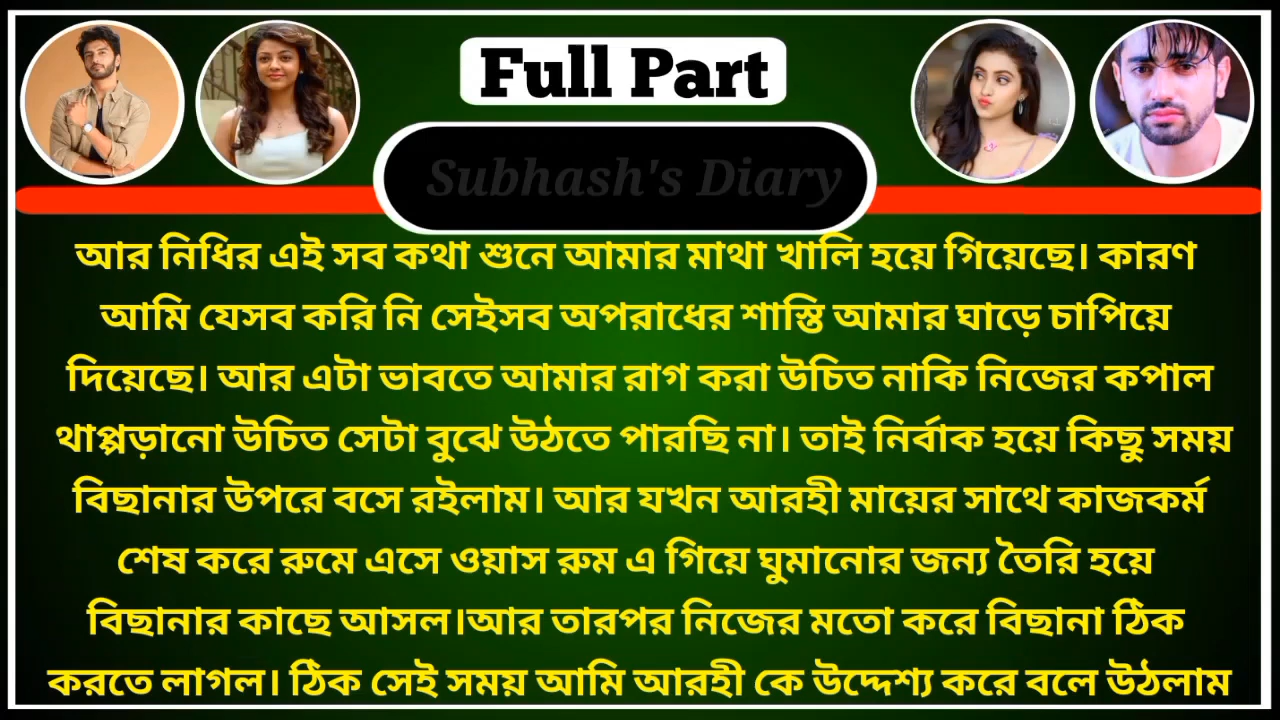 Full Part
Subhash's Diary
আর নিধির এই সব কথা শুনে আমার মাথা খালি হয়ে গিয়েছে। কারণ
আমি যেসব করি নি সেইসব অপরাধের শাস্তি আমার ঘাড়ে চাপিয়ে
দিয়েছে। আর এটা ভাবতে আমার রাগ করা উচিত নাকি নিজের কপাল
থাপ্পড়ানো উচিত সেটা বুঝে উঠতে পারছি না। তাই নির্বাক হয়ে কিছু সময়
বিছানার উপরে বসে রইলাম। আর যখন আরহী মায়ের সাথে কাজকর্ম
শেষ করে রুমে এসে ওয়াস রুম এ গিয়ে ঘুমানোর জন্য তৈরি হয়ে
বিছানার কাছে আসল।আর তারপর নিজের মতো করে বিছানা ঠিক
করতে লাগল। ঠিক সেই সময় আমি আরহী কে উদ্দেশ্য করে বলে উঠলাম